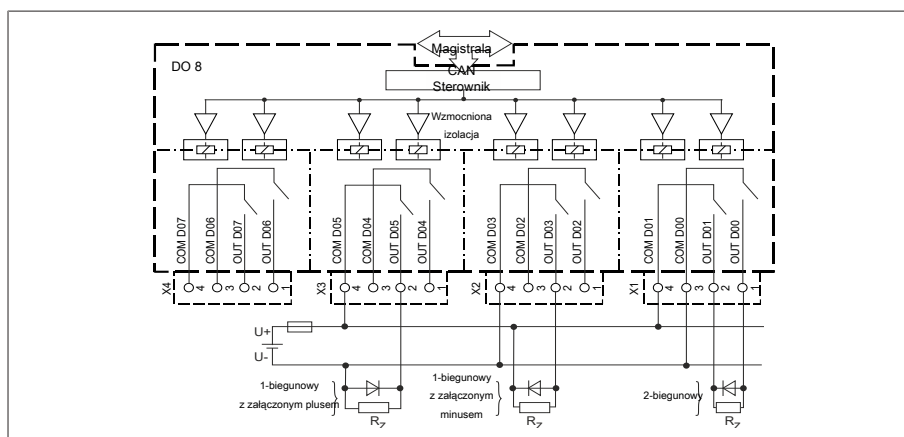 Magistrala
CAN
DO 8
Sterownik
Wzmocniona
izolacja
COM D07
COM D06
OUT D07
OUT D06
COM D05
COM D04
OUT D05
OUT D04
COM D03
COM D02
OUT D03
OUT D02
COM D01
COM D00
OUT D01
OUT D00
X4
4
3
2
1
X3
4
3
2
1
X2
4
3
2
1
X1
4
3
2
1
U+
U-
1-biegunowy
z załączonym plusem
RZ
1-biegunowy
z załączonym
minusem
RZ
2-biegunowy
RZ